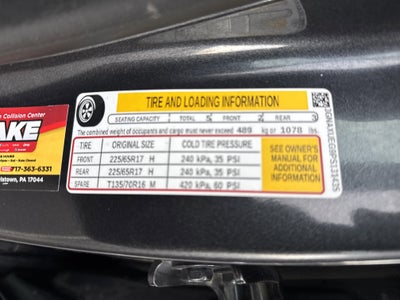 TIRE AND LOADING INFORMATION
SEATING CAPACITY TOTAL 5 FRONT 2 REAR 3
The combined weight of occupants and cargo must never exceed 489 kg or 1078 lbs.
TIRE ORIGINAL SIZE COLD TIRE PRESSURE
FRONT 225/65R17 H 240 kPa, 35 PSI
REAR 225/65R17 H 240 kPa, 35 PSI
SPARE T135/70R16 M 420 kPa, 60 PSI
SEE OWNER'S
MANUAL FOR
ADDITIONAL
INFORMATION
Collision Center
AKE
717-363-6331
stown, PA 17044